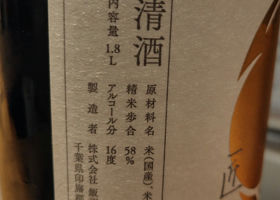 清酒
内容量 1.8L
原材料名 米(国産)、米
精米歩合 58%
アルコール分 16度
製造者 株式会社 飯
千葉県印旛郡
匠